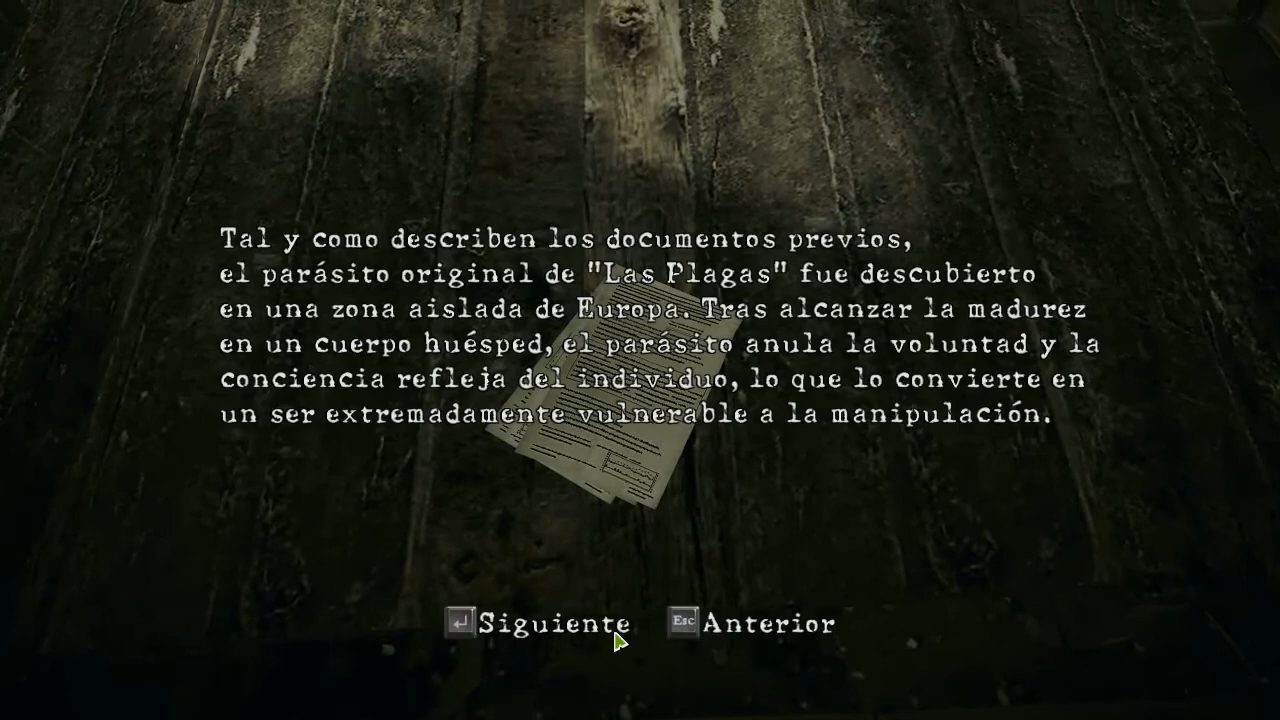 Tal y como describen los documentos previos,
el parásito original de "Las Plagas" fue descubierto
en una zona aislada de Europa. Tras alcanzar la madurez
en un cuerpo huésped, el parásito anula la voluntad y la
conciencia refleja del individuo, lo que lo convierte en
un ser extremadamente vulnerable a la manipulación.
Siguiente Esc Anterior